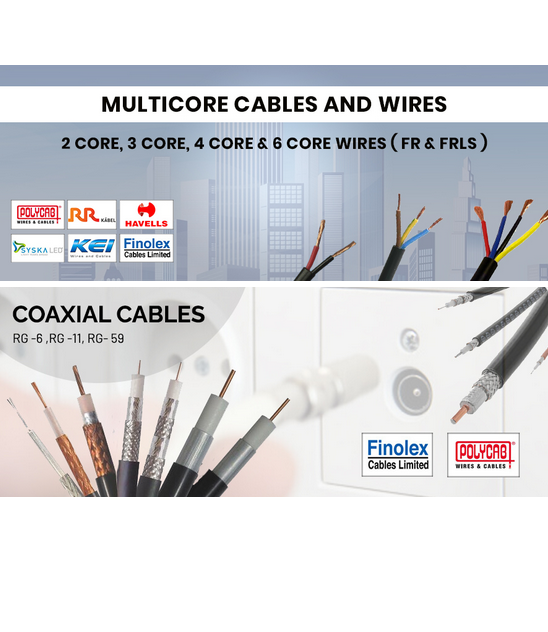 MULTICORE CABLES AND WIRES
2 CORE, 3 CORE, 4 CORE & 6 CORE WIRES ( FR & FRLS )
POLYCAB
WIRES & CABLES
RR KABEL
HAVELLS
SYSKA LED
KEI
Wires and Cables
Finolex
Cables Limited
COAXIAL CABLES
RG -6 ,RG -11, RG- 59
Finolex
Cables Limited
POLYCAB
WIRES & CABLES